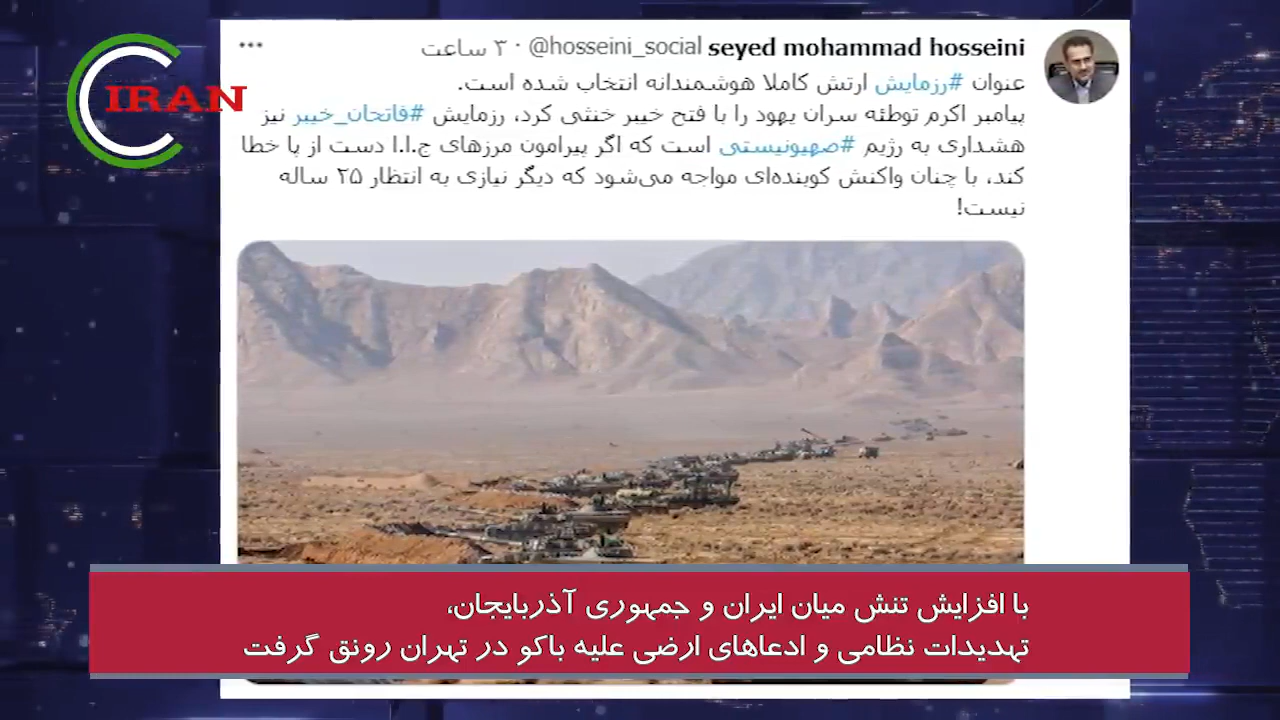 C IRAN
seyed mohammad hosseini @hosseini_social · ۳ ساعت
عنوان #رزمایش ارتش کاملا هوشمندانه انتخاب شده است.
پیامبر اکرم توطئه سران یهود را با فتح خیبر خنثی کرد، رزمایش #فاتحان_خیبر نیز
هشداری به رژیم #صهیونیستی است که اگر پیرامون مرزهای ج.ا.ا دست از پا خطا
کند، با چنان واکنش کوبنده‌ای مواجه می‌شود که دیگر نیازی به انتظار ۲۵ ساله
نیست!
با افزایش تنش میان ایران و جمهوری آذربایجان،
تهدیدات نظامی و ادعاهای ارضی علیه باکو در تهران رونق گرفت